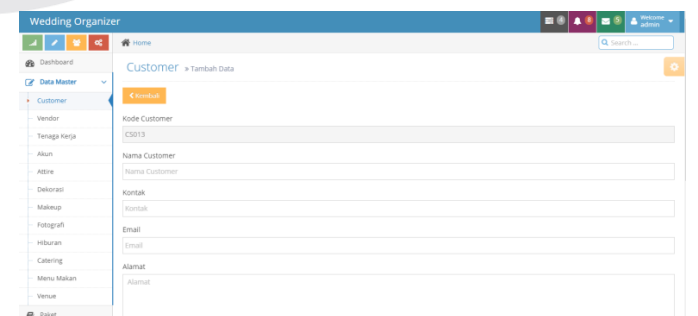 Wedding Organizer
Welcome
admin
Home
Search ...
Dashboard
Data Master
Customer
Vendor
Tenaga Kerja
Akun
Attire
Dekorasi
Makeup
Fotografi
Hiburan
Catering
Menu Makan
Venue
Paket
Customer » Tambah Data
Kembali
Kode Customer
CS013
Nama Customer
Nama Customer
Kontak
Kontak
Email
Email
Alamat
Alamat